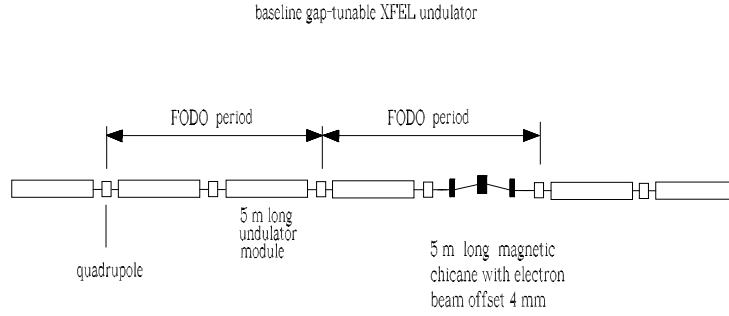 baseline gap-tunable XFEL undulator
FODO period
FODO period
5 m long
undulator
module
quadrupole
5 m long magnetic
chicane with electron
beam offset 4 mm